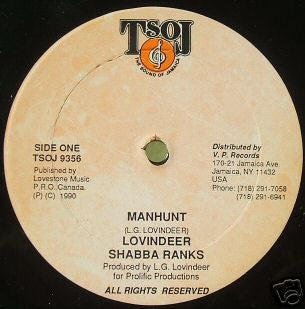 TSOJ
THE SOUND OF JAMAICA
SIDE ONE
TSOJ 9356
Published by
Lovestone Music
P.R.O. Canada.
(P) (C) 1990
Distributed by
V. P. Records
170-21 Jamaica Ave.
Jamaica, NY 11432
USA
Phone: (718) 291-7058
(718) 291-6941
MANHUNT
(L.G. LOVINDEER)
LOVINDEER
SHABBA RANKS
Produced by L.G. Lovindeer
for Prolific Productions
ALL RIGHTS RESERVED